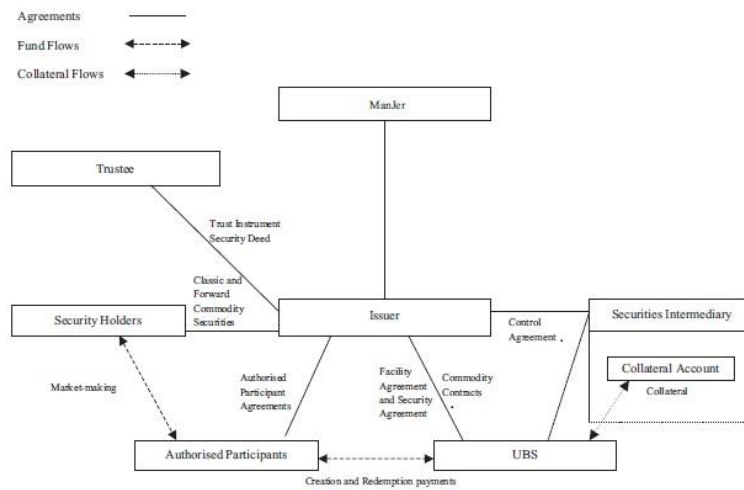 Agreements
Fund Flows
Collateral Flows
ManJer
Trustee
Trust Instrument
Security Deed
Classic and
Forward
Commodity
Securities
Security Holders
Issuer
Securities Intermediary
Control
Agreement .
Collateral Account
Collateral
Market-making
Authorised
Participant
Agreements
Facility
Agreement
and Security
Agreement
Commodity
Contracts
.
Authorised Participants
UBS
Creation and Redemption payments